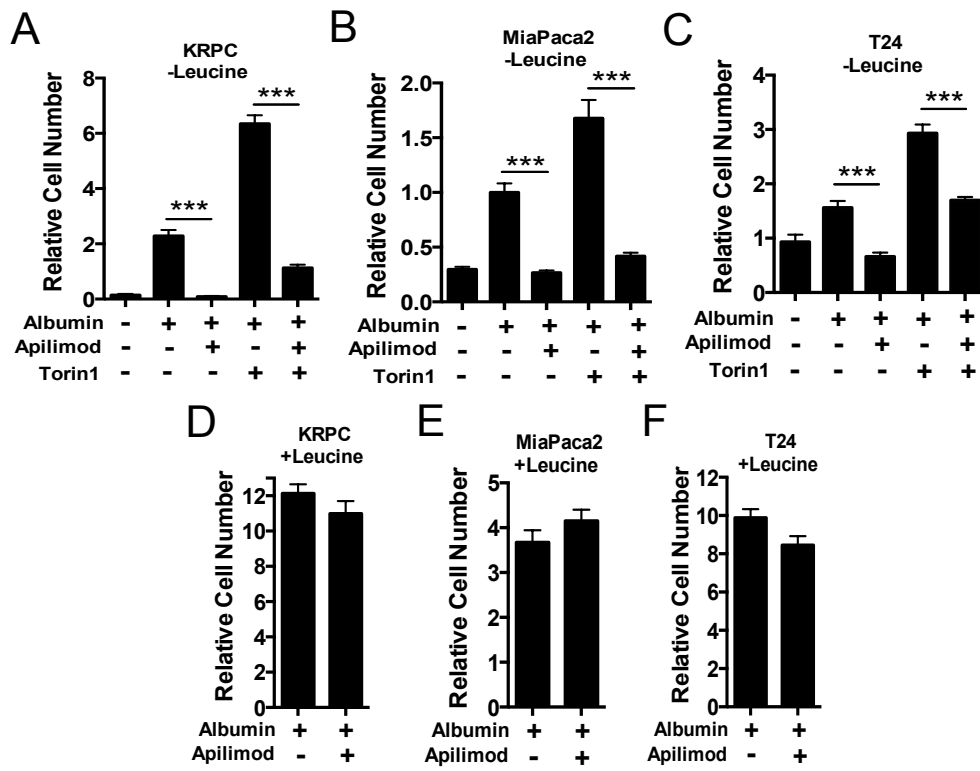 A
KRPC
-Leucine
Relative Cell Number
8
6
4
2
0
***
***
Albumin - + + + +
Apilimod - - + - +
Torin1 - - - + +
B
MiaPaca2
-Leucine
Relative Cell Number
2.0
1.5
1.0
0.5
0.0
***
***
Albumin - + + + +
Apilimod - - + - +
Torin1 - - - + +
C
T24
-Leucine
Relative Cell Number
4
3
2
1
0
***
***
Albumin - + + + +
Apilimod - - + - +
Torin1 - - - + +
D
KRPC
+Leucine
Relative Cell Number
12
10
8
6
4
2
0
Albumin + +
Apilimod - +
E
MiaPaca2
+Leucine
Relative Cell Number
5
4
3
2
1
0
Albumin + +
Apilimod - +
F
T24
+Leucine
Relative Cell Number
12
10
8
6
4
2
0
Albumin + +
Apilimod - +